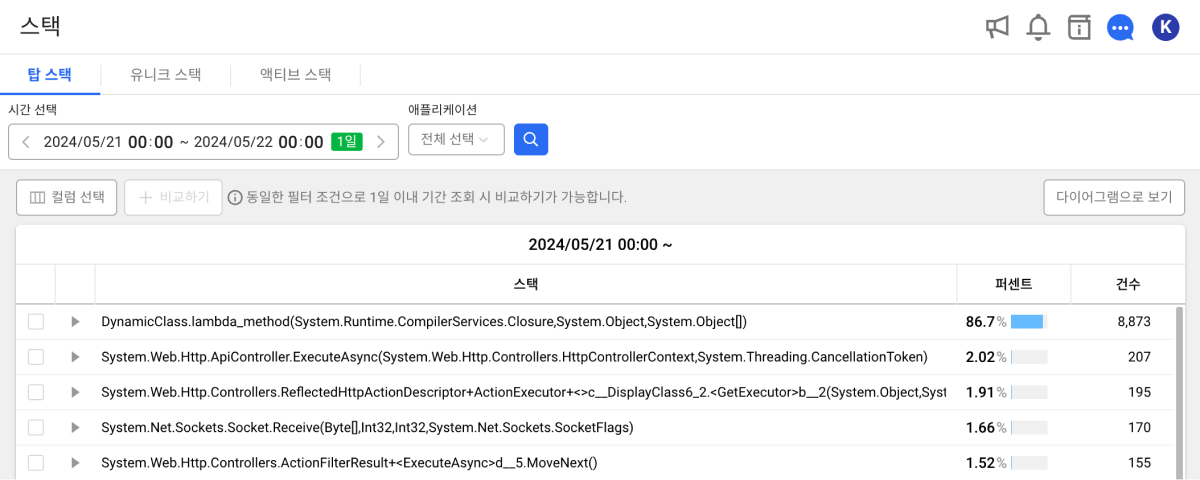 스택
K
탑 스택 유니크 스택 액티브 스택
시간 선택 애플리케이션
2024/05/21 00:00 ~ 2024/05/22 00:00 1일 전체 선택
컬럼 선택 비교하기 동일한 필터 조건으로 1일 이내 기간 조회 시 비교하기가 가능합니다. 다이어그램으로 보기
2024/05/21 00:00 ~
스택 퍼센트 건수
DynamicClass.lambda_method(System.Runtime.CompilerServices.Closure,System.Object,System.Object[]) 86.7% 8,873
System.Web.Http.ApiController.ExecuteAsync(System.Web.Http.Controllers.HttpControllerContext,System.Threading.CancellationToken) 2.02% 207
System.Web.Http.Controllers.ReflectedHttpActionDescriptor+ActionExecutor+<>c__DisplayClass6_2.<GetExecutor>b__2(System.Object,Syst 1.91% 195
System.Net.Sockets.Socket.Receive(Byte[],Int32,Int32,System.Net.Sockets.SocketFlags) 1.66% 170
System.Web.Http.Controllers.ActionFilterResult+<ExecuteAsync>d__5.MoveNext() 1.52% 155